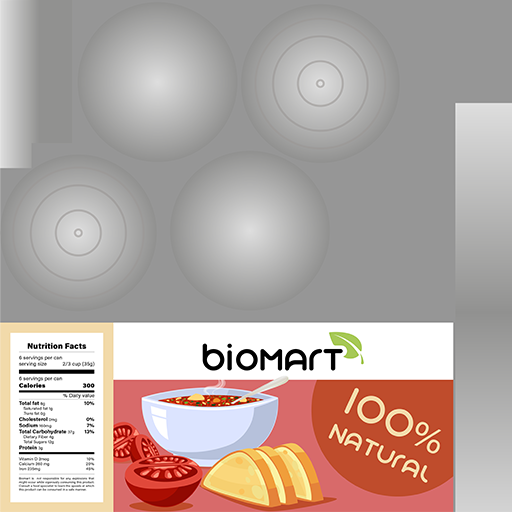 Nutrition Facts
6 servings per can
serving size 2/3 cup (35g)
6 servings per can
Calories 300
% Daily value
Total fat 8g 10%
Saturated fat 1g
Trans fat 0g
Cholesterol 0mg 0%
Sodium 160mg 7%
Total Carbohydrate 37g 13%
Dietary Fiber 4g
Total Sugars 12g
Protein 3g
Vitamin D 2mcg 10%
Calcium 260 mg 20%
Iron 235mg 45%
biomart
100%
NATURAL